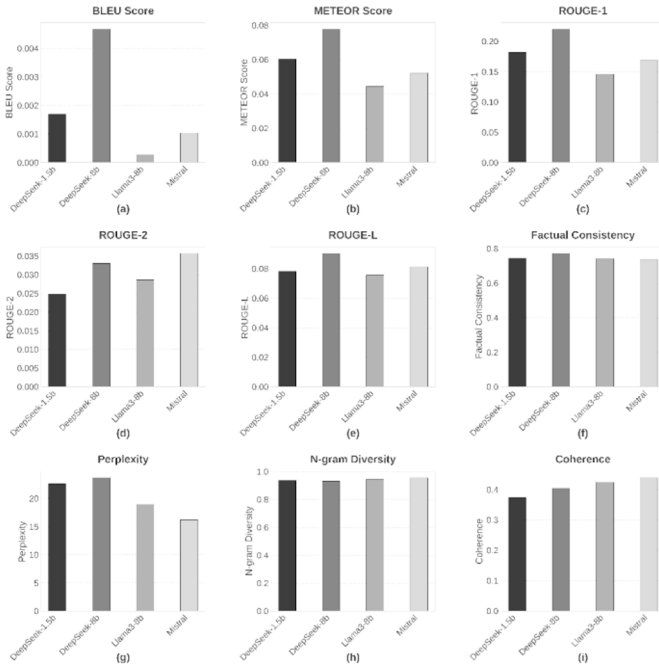 BLEU Score
BLEU Score
0.004
0.003
0.002
0.001
0.000
DeepSeek-1.5b
DeepSeek-8b
Llama3-8b
Mistral
(a)
METEOR Score
METEOR Score
0.08
0.06
0.04
0.02
0.00
DeepSeek-1.5b
DeepSeek-8b
Llama3-8b
Mistral
(b)
ROUGE-1
ROUGE-1
0.20
0.15
0.10
0.05
0.00
DeepSeek-1.5b
DeepSeek-8b
Llama3-8b
Mistral
(c)
ROUGE-2
ROUGE-2
0.035
0.030
0.025
0.020
0.015
0.010
0.005
0.000
DeepSeek-1.5b
DeepSeek-8b
Llama3-8b
Mistral
(d)
ROUGE-L
ROUGE-L
0.08
0.06
0.04
0.02
0.00
DeepSeek-1.5b
DeepSeek-8b
Llama3-8b
Mistral
(e)
Factual Consistency
Factual Consistency
0.8
0.6
0.4
0.2
0.0
DeepSeek-1.5b
DeepSeek-8b
Llama3-8b
Mistral
(f)
Perplexity
Perplexity
20
15
10
5
0
DeepSeek-1.5b
DeepSeek-8b
Llama3-8b
Mistral
(g)
N-gram Diversity
N-gram Diversity
1.0
0.8
0.6
0.4
0.2
0.0
DeepSeek-1.5b
DeepSeek-8b
Llama3-8b
Mistral
(h)
Coherence
Coherence
0.4
0.3
0.2
0.1
0.0
DeepSeek-1.5b
DeepSeek-8b
Llama3-8b
Mistral
(i)